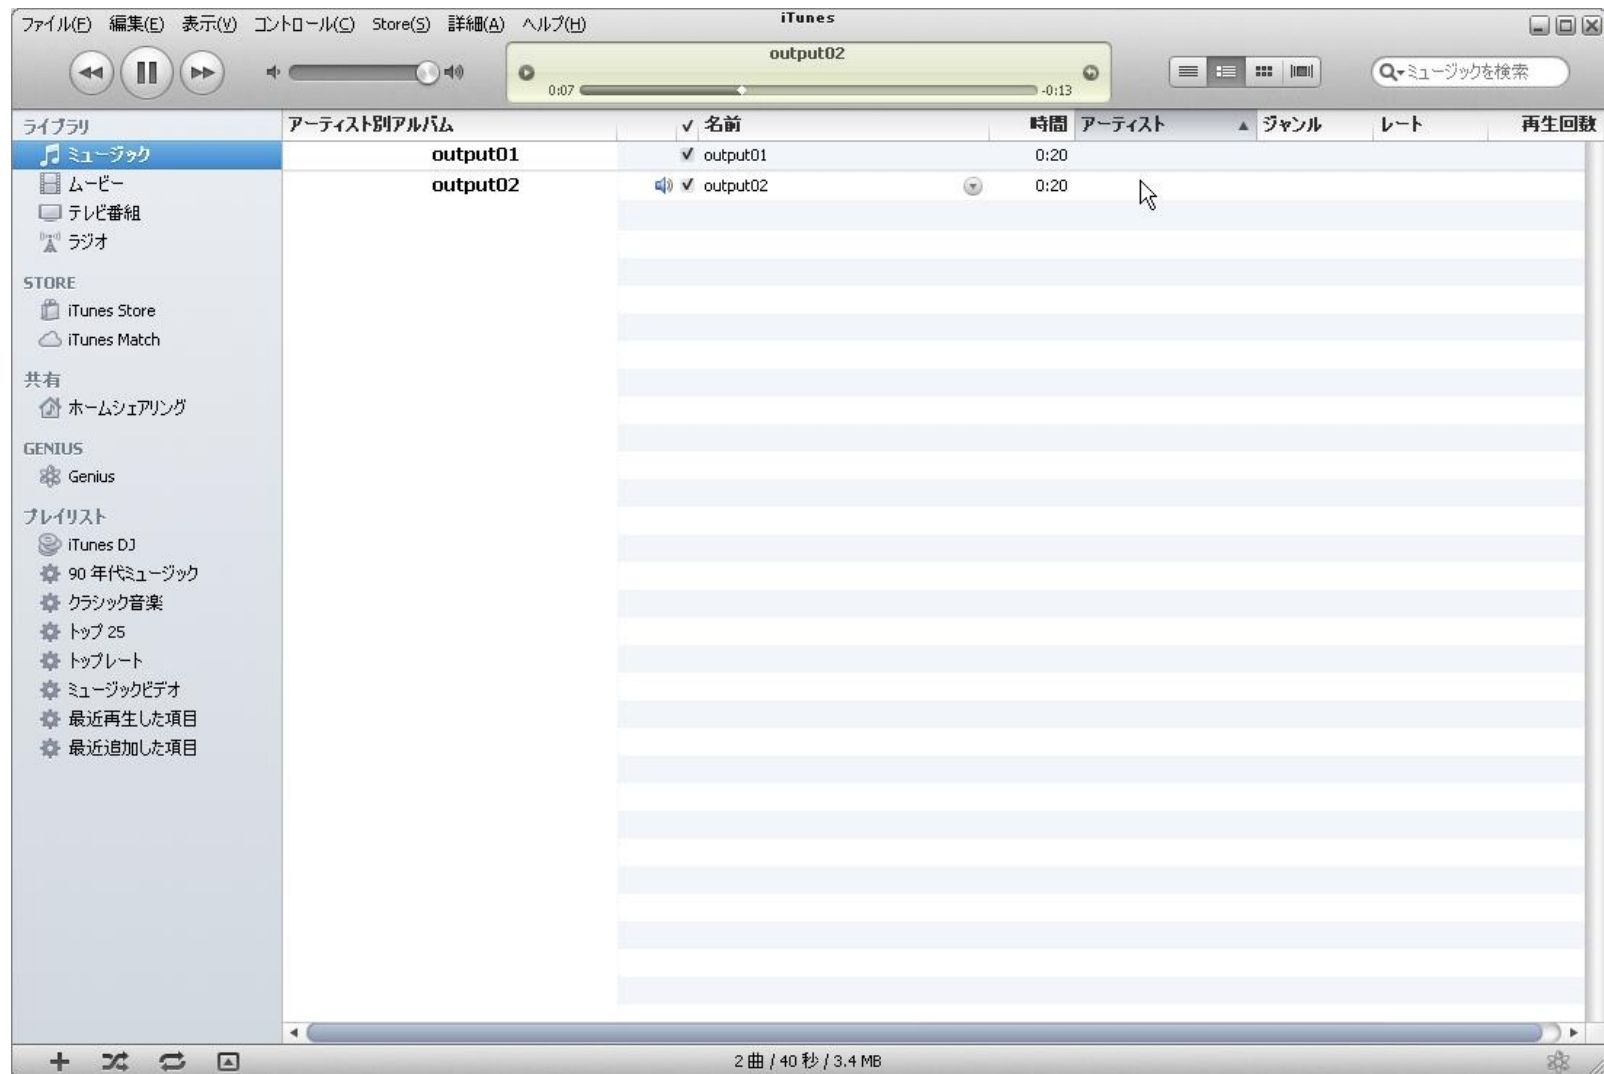 iTunes
ファイル(F) 編集(E) 表示(V) コントロール(C) Store(S) 詳細(A) ヘルプ(H)
output02
0:07 -0:13
ミュージックを検索
ライブラリ
ミュージック
ムービー
テレビ番組
ラジオ
STORE
iTunes Store
iTunes Match
共有
ホームシェアリング
GENIUS
Genius
プレイリスト
iTunes DJ
90 年代ミュージック
クラシック音楽
トップ 25
トップレート
ミュージックビデオ
最近再生した項目
最近追加した項目
アーティスト別アルバム 名前 時間 アーティスト ジャンル レート 再生回数
output01 output01 0:20
output02 output02 0:20
2 曲 / 40 秒 / 3.4 MB